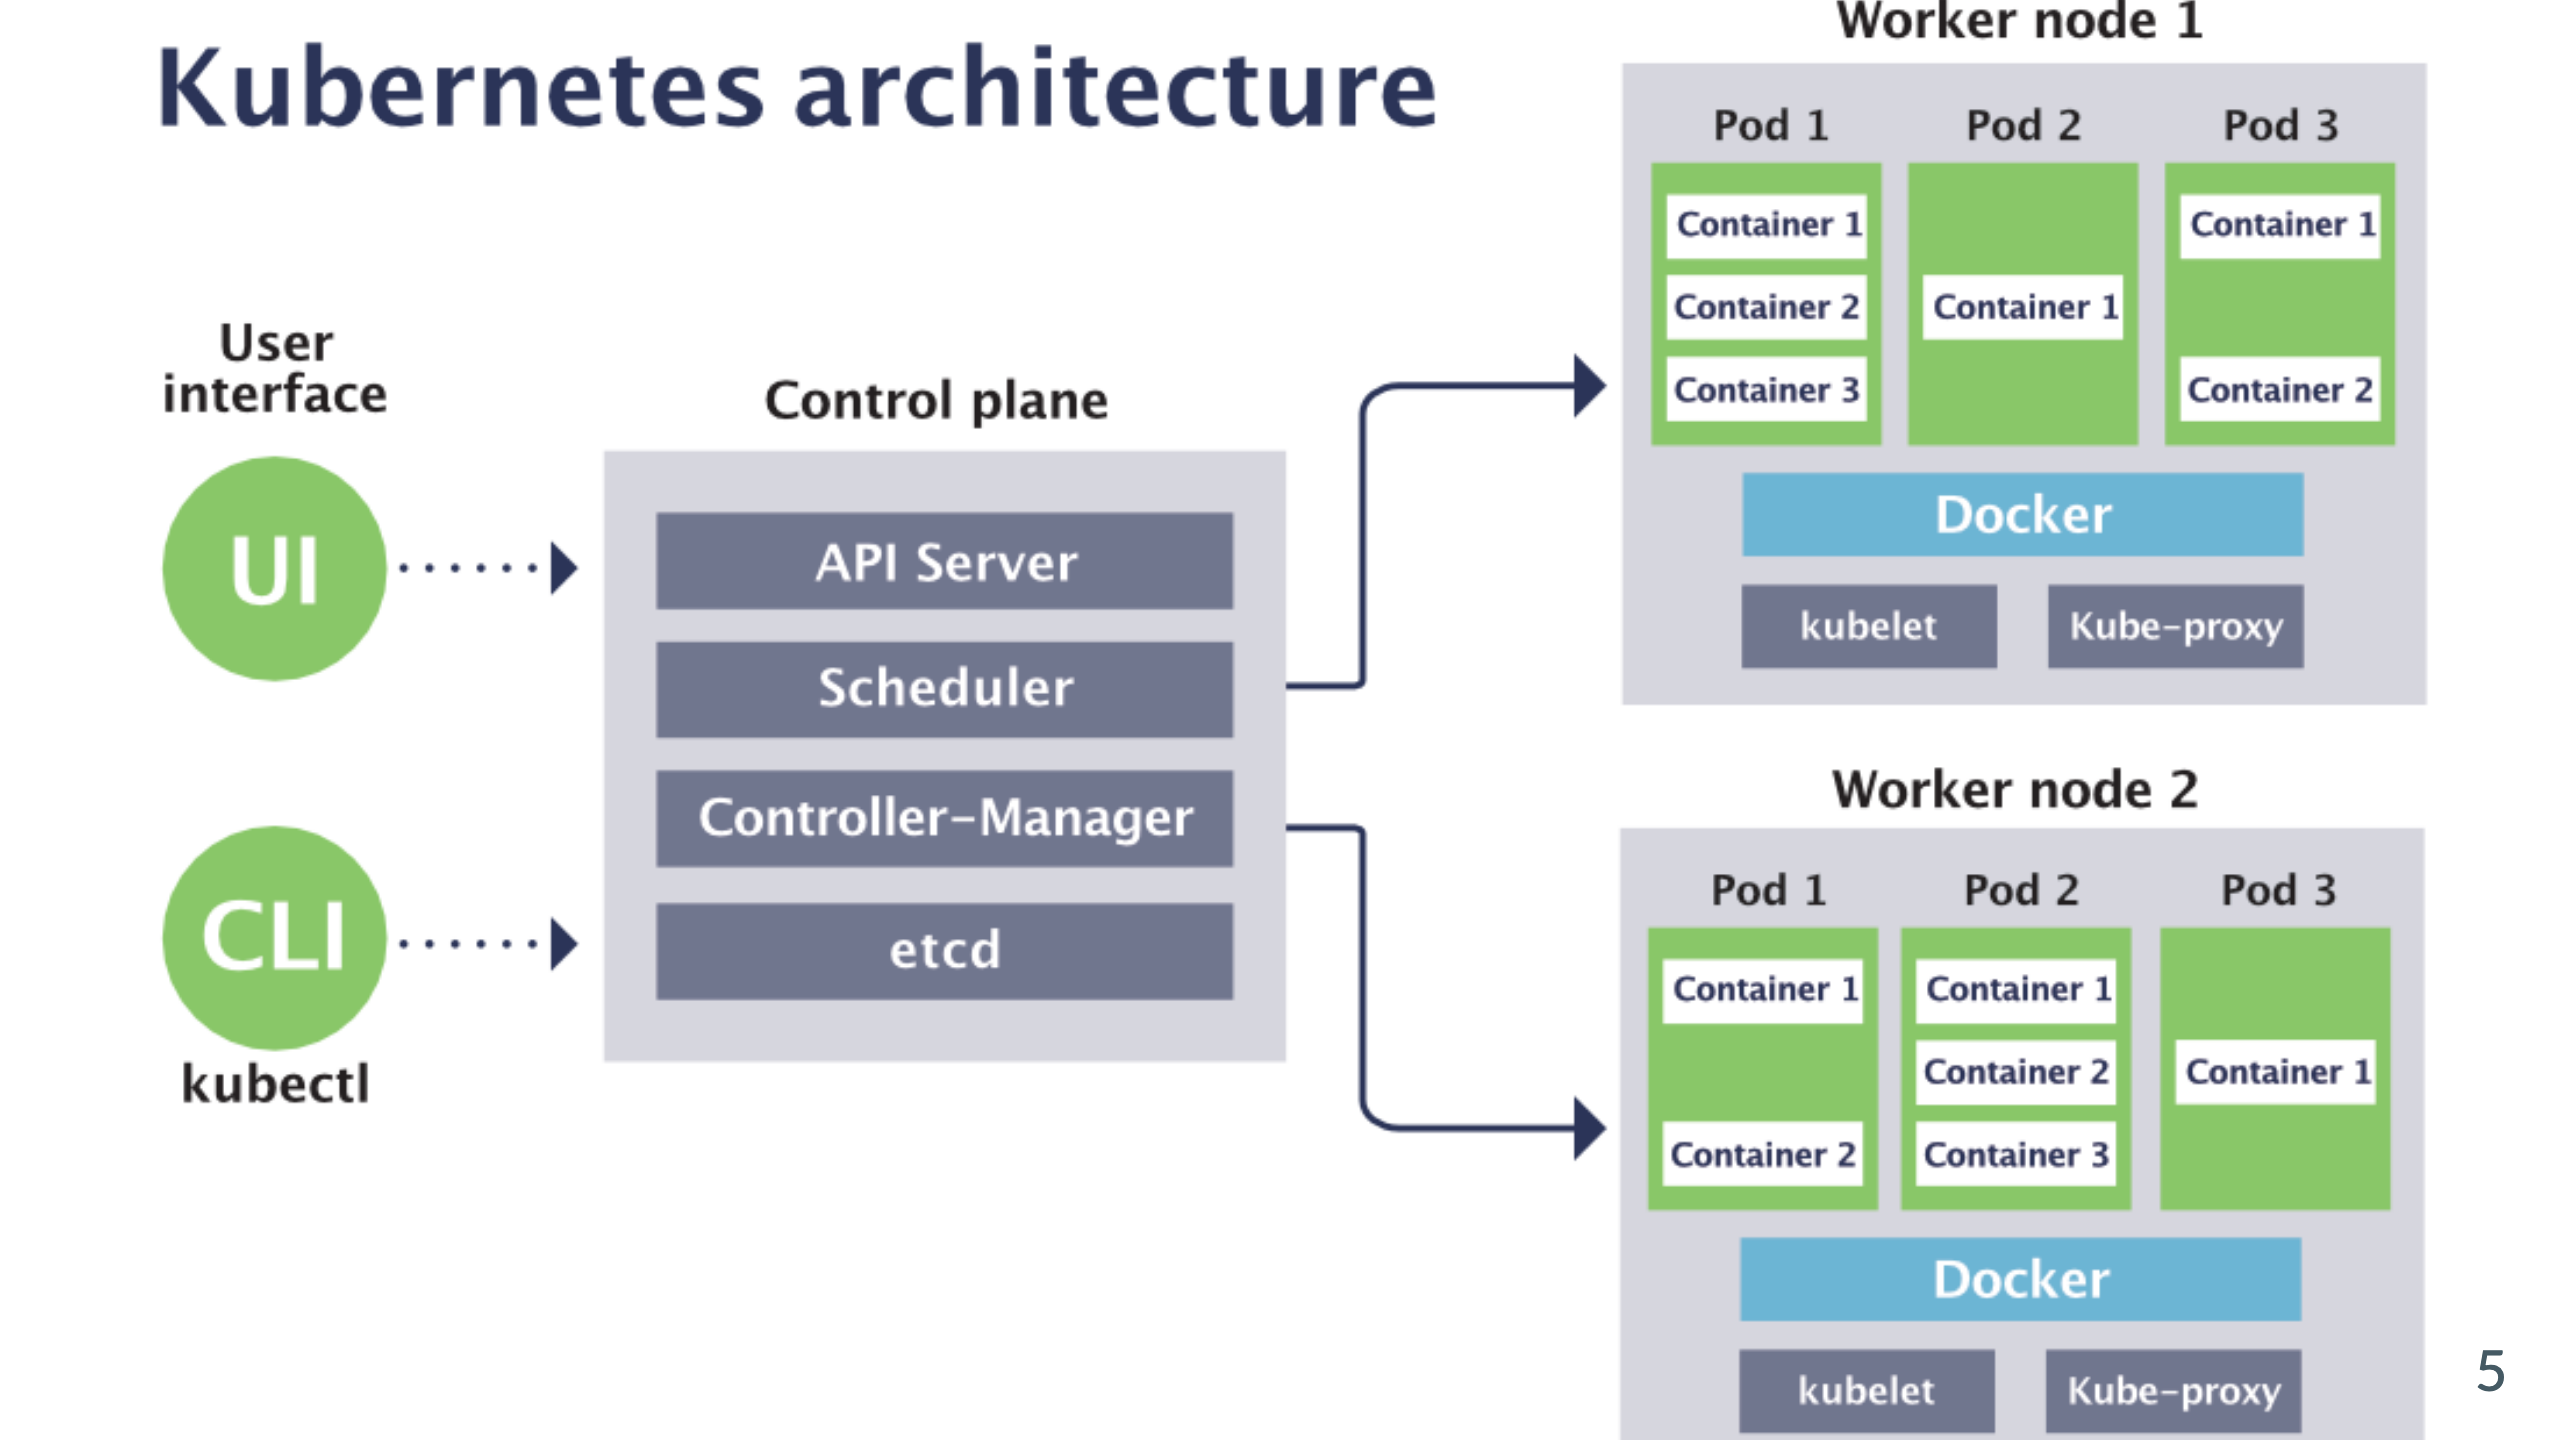 Kubernetes architecture
User
interface
UI
CLI
kubectl
Control plane
API Server
Scheduler
Controller-Manager
etcd
Worker node 1
Pod 1
Pod 2
Pod 3
Container 1
Container 2
Container 3
Container 1
Container 1
Container 2
Docker
kubelet
Kube-proxy
Worker node 2
Pod 1
Pod 2
Pod 3
Container 1
Container 2
Container 1
Container 2
Container 3
Container 1
Docker
kubelet
Kube-proxy
5